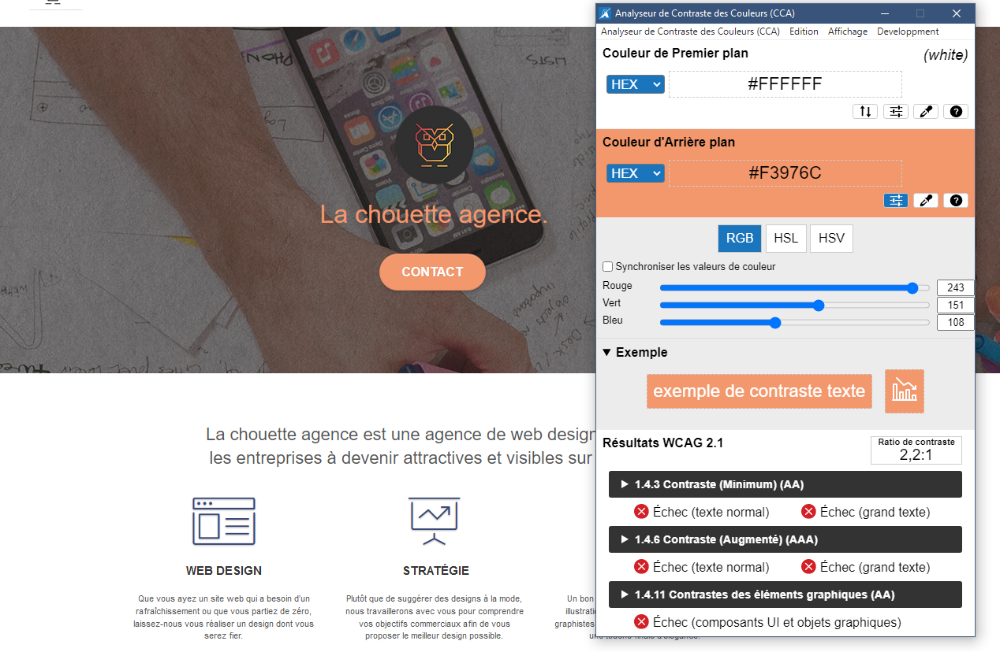 LISTS
La chouette agence.
CONTACT
La chouette agence est une agence de web design
les entreprises à devenir attractives et visibles sur
WEB DESIGN
Que vous ayez un site web qui a besoin d'un
rafraîchissement ou que vous partiez de zéro,
laissez-nous vous réaliser un design dont vous
serez fier.
STRATÉGIE
Plutôt que de suggérer des designs à la mode,
nous travaillerons avec vous pour comprendre
vos objectifs commerciaux afin de vous
proposer le meilleur design possible.
Un bon
illustratio
graphistes
une touche finale d'élégance.
Analyseur de Contraste des Couleurs (CCA)
Analyseur de Contraste des Couleurs (CCA) Edition Affichage Developpment
Couleur de Premier plan
(white)
HEX
#FFFFFF
Couleur d'Arrière plan
HEX
#F3976C
RGB HSL HSV
Synchroniser les valeurs de couleur
Rouge 243
Vert 151
Bleu 108
Exemple
exemple de contraste texte
Résultats WCAG 2.1
Ratio de contraste
2,2:1
1.4.3 Contraste (Minimum) (AA)
Échec (texte normal) Échec (grand texte)
1.4.6 Contraste (Augmenté) (AAA)
Échec (texte normal) Échec (grand texte)
1.4.11 Contrastes des éléments graphiques (AA)
Échec (composants UI et objets graphiques)